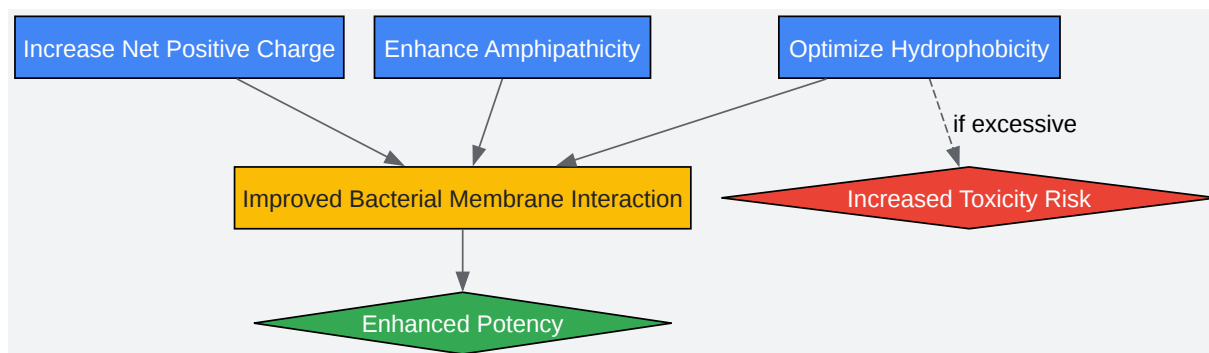 Increase Net Positive Charge
Enhance Amphipathicity
Optimize Hydrophobicity
if excessive
Improved Bacterial Membrane Interaction
Increased Toxicity Risk
Enhanced Potency